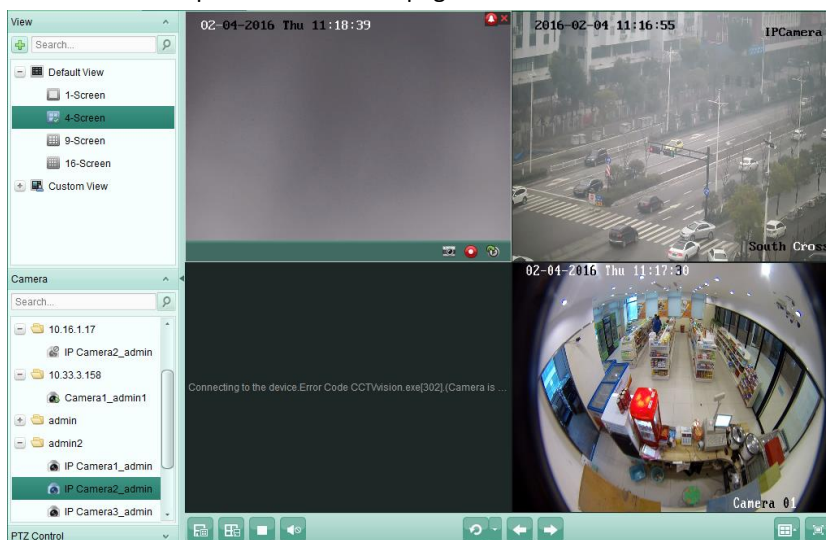 View
Search...
Default View
1-Screen
4-Screen
9-Screen
16-Screen
Custom View
Camera
Search...
10.16.1.17
IP Camera2_admin
10.33.3.158
Camera1_admin1
admin
admin2
IP Camera1_admin
IP Camera2_admin
IP Camera3_admin
PTZ Control
02-04-2016 Thu 11:18:39
2016-02-04 11:16:55
IPCamera
South Cross
Connecting to the device.Error Code CCTVvision.exe[302].(Camera is ...
02-04-2016 Thu 11:17:30
Camera 01